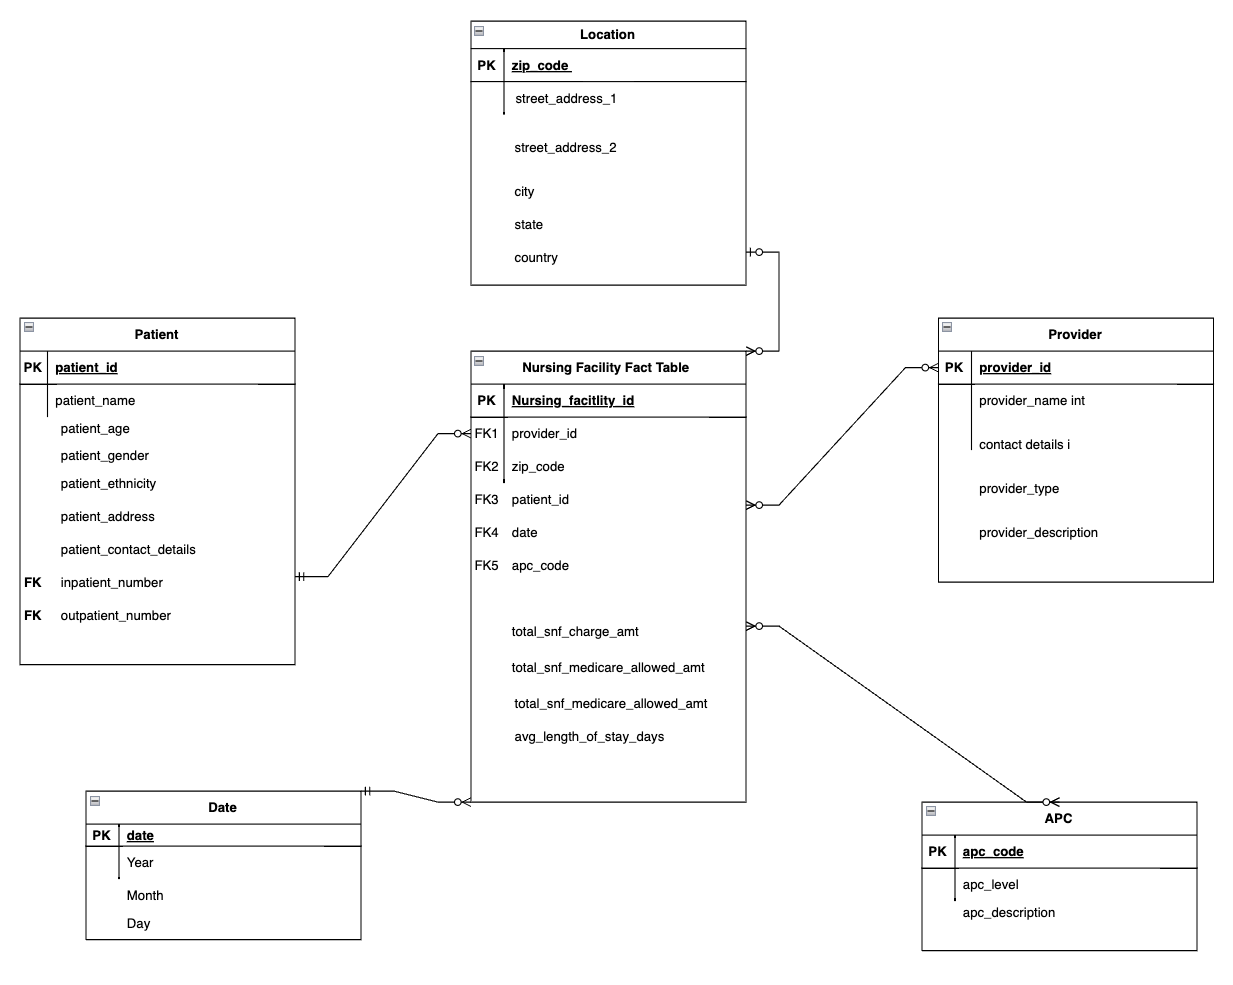 Location
PK zip_code
street_address_1
street_address_2
city
state
country
Patient
PK patient_id
patient_name
patient_age
patient_gender
patient_ethnicity
patient_address
patient_contact_details
FK inpatient_number
FK outpatient_number
Nursing Facility Fact Table
PK Nursing_facitlity_id
FK1 provider_id
FK2 zip_code
FK3 patient_id
FK4 date
FK5 apc_code
total_snf_charge_amt
total_snf_medicare_allowed_amt
total_snf_medicare_allowed_amt
avg_length_of_stay_days
Provider
PK provider_id
provider_name int
contact details i
provider_type
provider_description
Date
PK date
Year
Month
Day
APC
PK apc_code
apc_level
apc_description